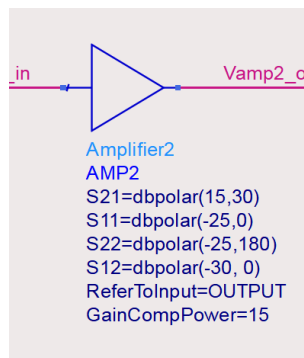 _in
Vamp2_o
Amplifier2
AMP2
S21=dbpolar(15,30)
S11=dbpolar(-25,0)
S22=dbpolar(-25,180)
S12=dbpolar(-30, 0)
ReferToInput=OUTPUT
GainCompPower=15